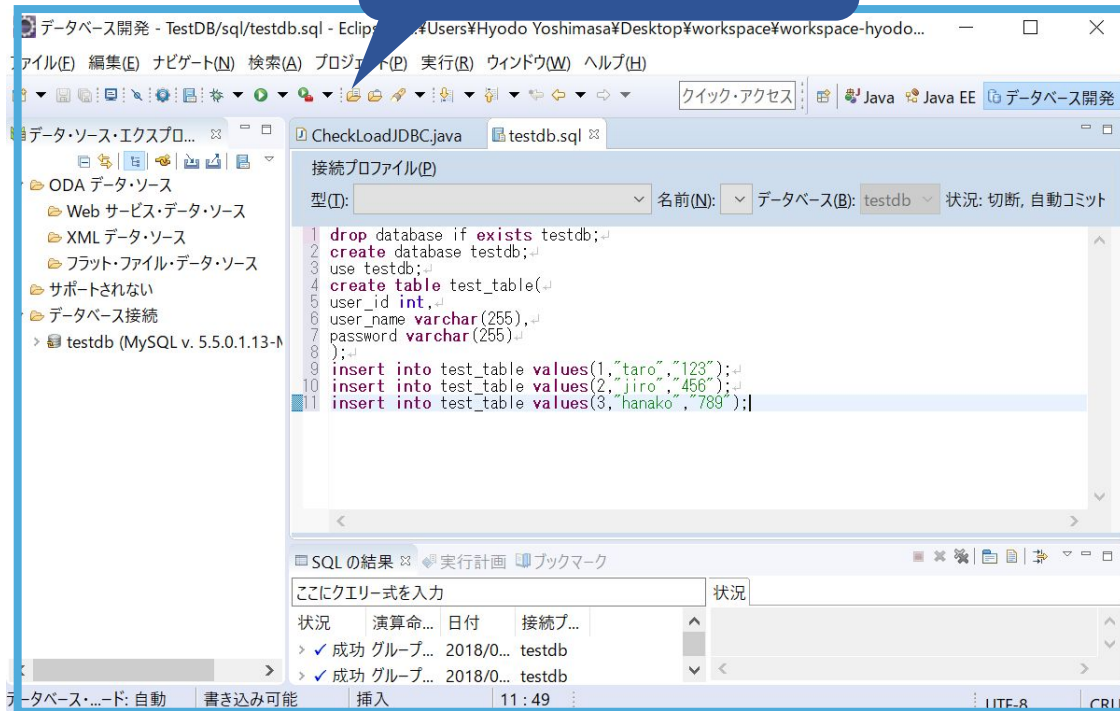 データベース開発 - TestDB/sql/testdb.sql - Eclip ¥Users¥Hyodo Yoshimasa¥Desktop¥workspace¥workspace-hyodo...
ァイル(F) 編集(E) ナビゲート(N) 検索(A) プロジェクト(P) 実行(R) ウィンドウ(W) ヘルプ(H)
クイック・アクセス Java Java EE データベース開発
データ・ソース・エクスプロ...
CheckLoadJDBC.java testdb.sql
ODA データ・ソース
Web サービス・データ・ソース
XML データ・ソース
フラット・ファイル・データ・ソース
サポートされない
データベース接続
testdb (MySQL v. 5.5.0.1.13-M
接続プロファイル(P)
型(T): 名前(N): データベース(B): testdb 状況: 切断, 自動コミット
1 drop database if exists testdb;
2 create database testdb;
3 use testdb;
4 create table test_table(
5 user_id int,
6 user_name varchar(255),
7 password varchar(255)
8 );
9 insert into test_table values(1,"taro","123");
10 insert into test_table values(2,"jiro","456");
11 insert into test_table values(3,"hanako","789");
SQL の結果 実行計画 ブックマーク
ここにクエリー式を入力
状況 演算命... 日付 接続プ...
成功 グループ... 2018/0... testdb
成功 グループ... 2018/0... testdb
状況
データベース・...ード: 自動 書き込み可能 挿入 11 : 49 UTF-8 CRL